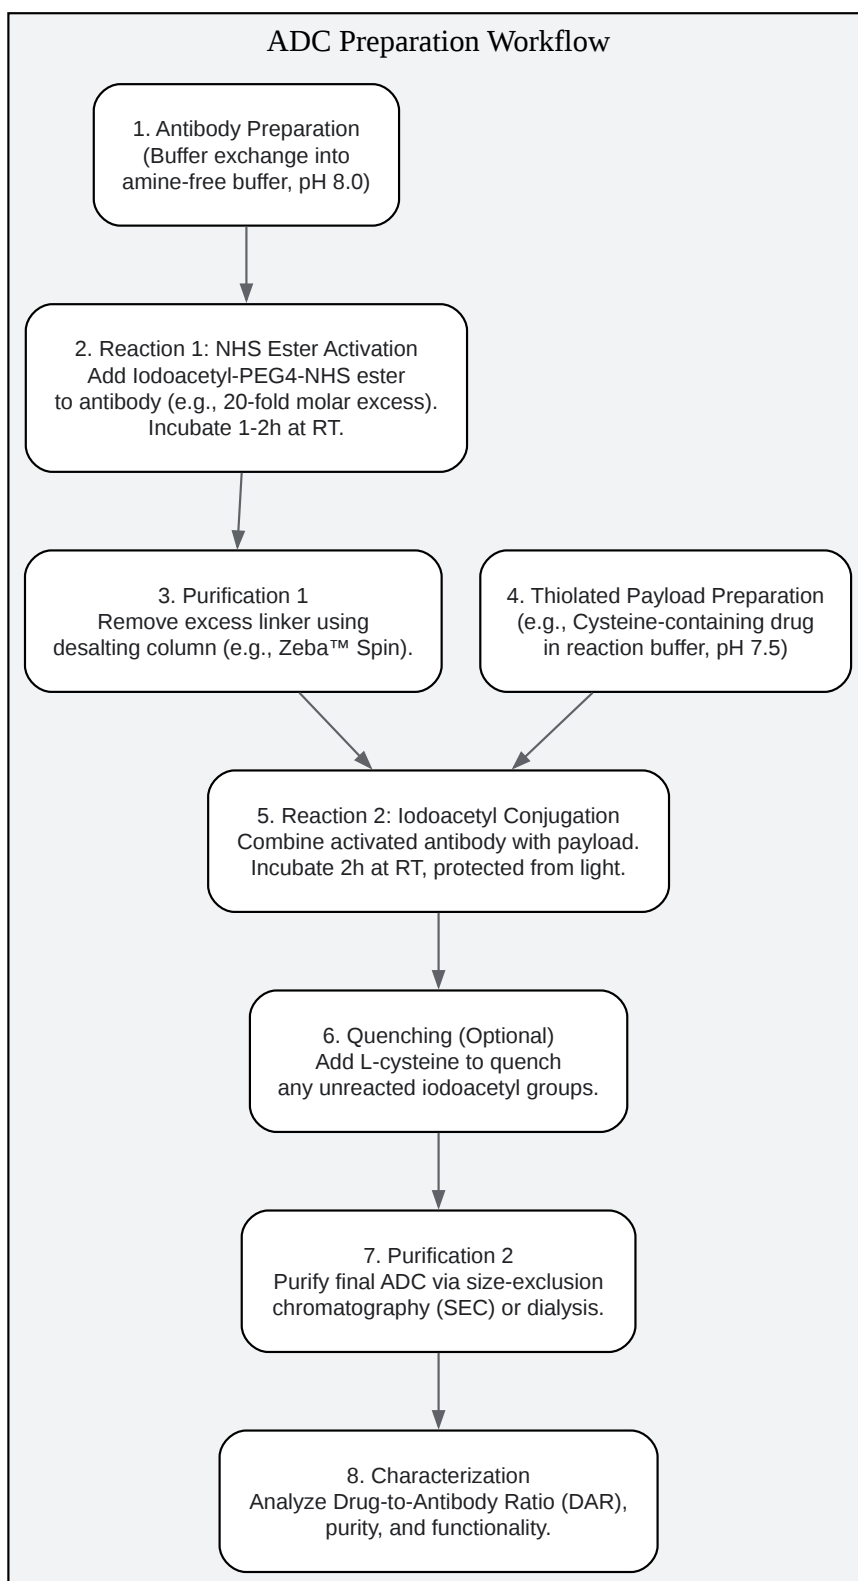 ADC Preparation Workflow
1. Antibody Preparation
(Buffer exchange into
amine-free buffer, pH 8.0)
2. Reaction 1: NHS Ester Activation
Add Iodoacetyl-PEG4-NHS ester
to antibody (e.g., 20-fold molar excess).
Incubate 1-2h at RT.
3. Purification 1
Remove excess linker using
desalting column (e.g., Zeba™ Spin).
4. Thiolated Payload Preparation
(e.g., Cysteine-containing drug
in reaction buffer, pH 7.5)
5. Reaction 2: Iodoacetyl Conjugation
Combine activated antibody with payload.
Incubate 2h at RT, protected from light.
6. Quenching (Optional)
Add L-cysteine to quench
any unreacted iodoacetyl groups.
7. Purification 2
Purify final ADC via size-exclusion
chromatography (SEC) or dialysis.
8. Characterization
Analyze Drug-to-Antibody Ratio (DAR),
purity, and functionality.